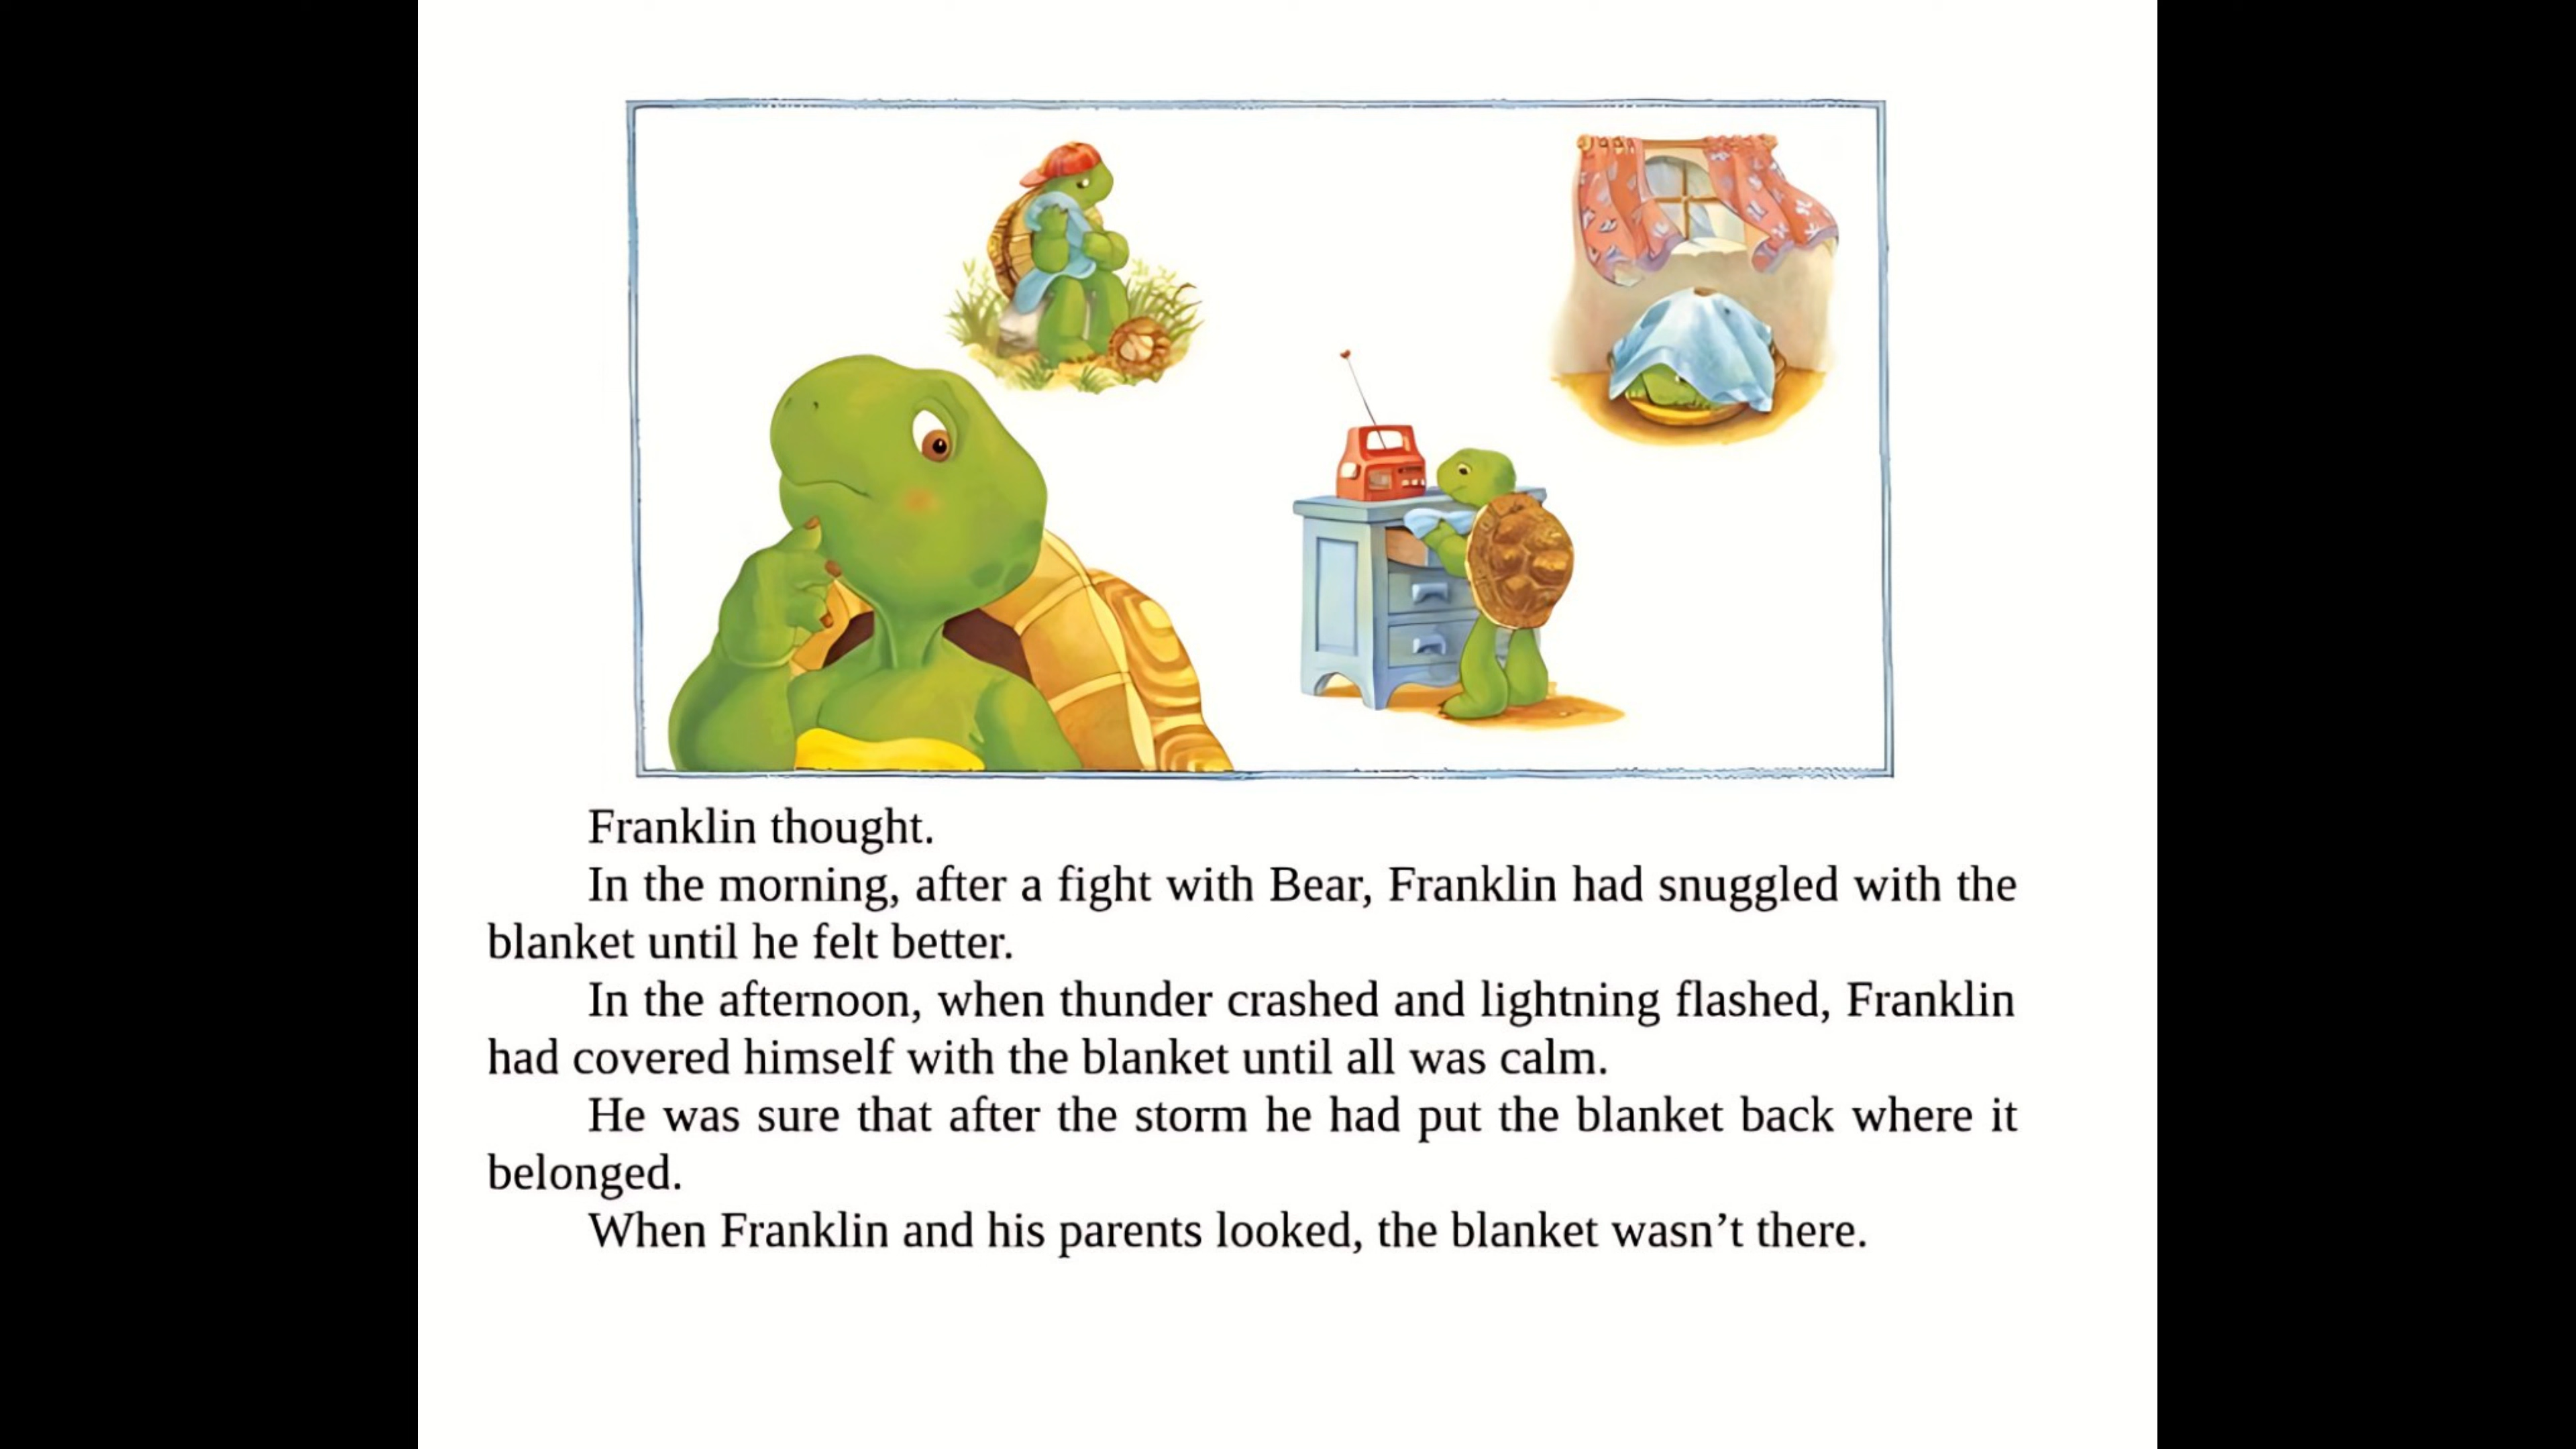 Franklin thought.
In the morning, after a fight with Bear, Franklin had snuggled with the
blanket until he felt better.
In the afternoon, when thunder crashed and lightning flashed, Franklin
had covered himself with the blanket until all was calm.
He was sure that after the storm he had put the blanket back where it
belonged.
When Franklin and his parents looked, the blanket wasn’t there.